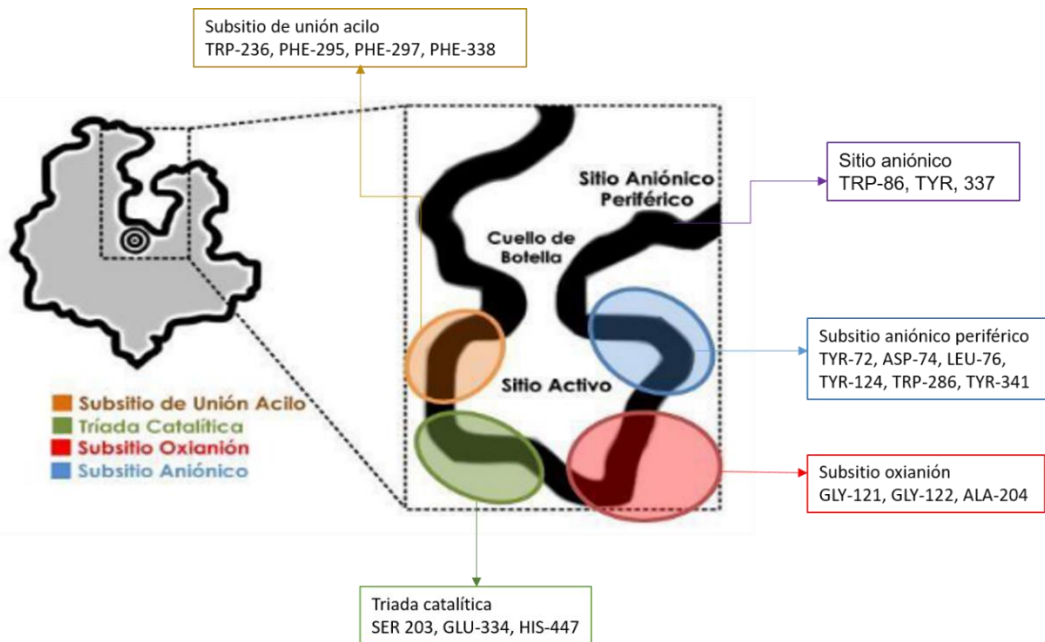 Subsitio de unión acilo
TRP-236, PHE-295, PHE-297, PHE-338
Sitio Aniónico
Periférico
Cuello de
Botella
Sitio Activo
Sitio aniónico
TRP-86, TYR, 337
Subsitio aniónico periférico
TYR-72, ASP-74, LEU-76,
TYR-124, TRP-286, TYR-341
Subsitio de Unión Acilo
Tríada Catalítica
Subsitio Oxianión
Subsitio Aniónico
Subsitio oxianión
GLY-121, GLY-122, ALA-204
Triada catalítica
SER 203, GLU-334, HIS-447